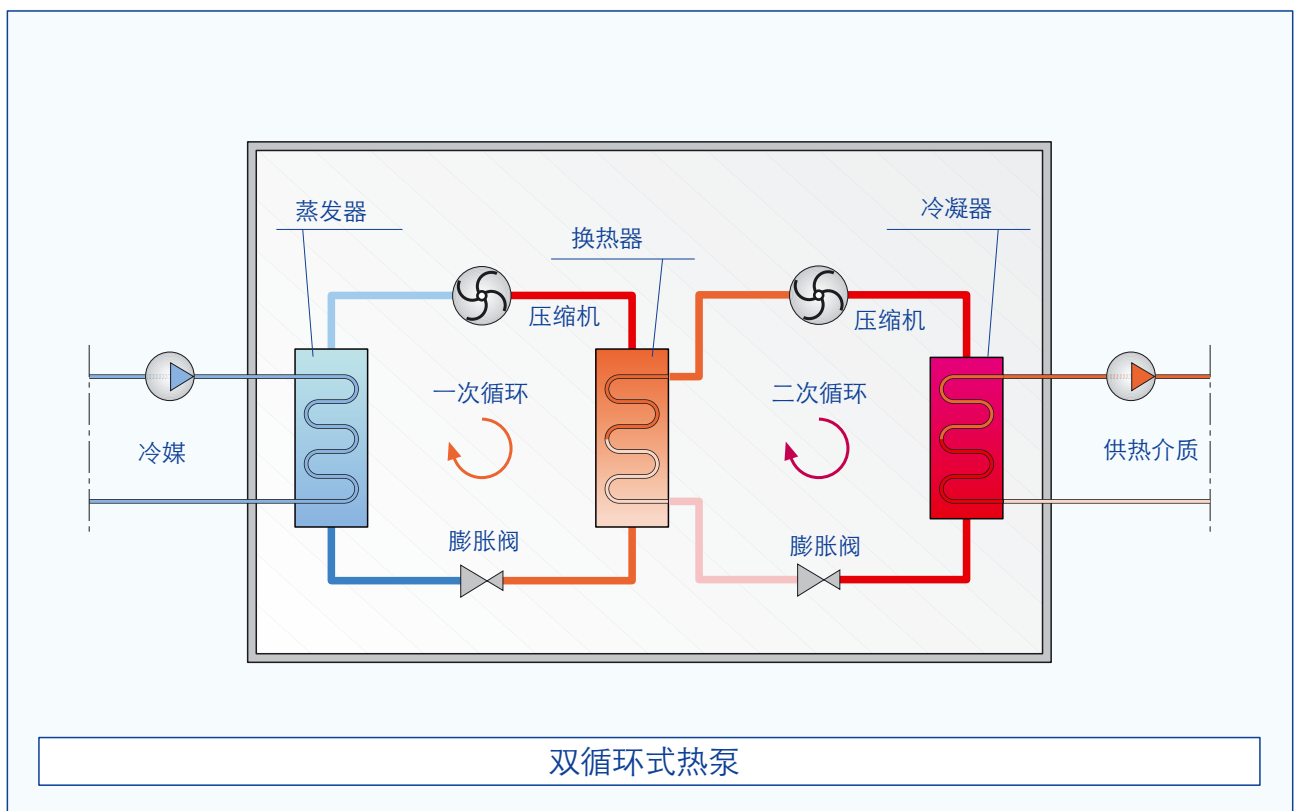 蒸发器
换热器
冷凝器
压缩机
压缩机
一次循环
二次循环
冷媒
供热介质
膨胀阀
膨胀阀
双循环式热泵